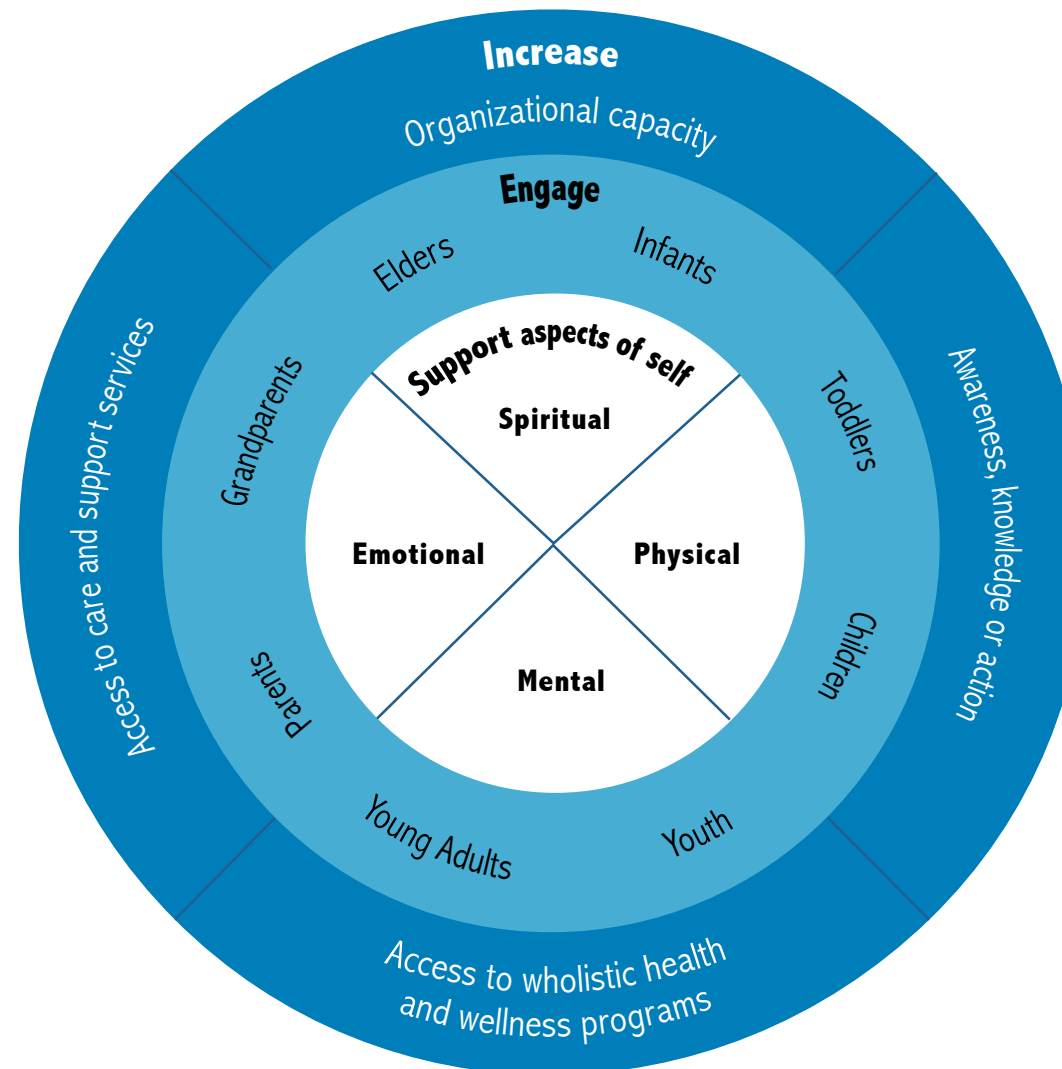 Increase
Organizational capacity
Awareness, knowledge or action
Access to wholistic health
and wellness programs
Access to care and support services
Engage
Infants
Toddlers
Children
Youth
Young Adults
Parents
Grandparents
Elders
Support aspects of self
Spiritual
Physical
Mental
Emotional